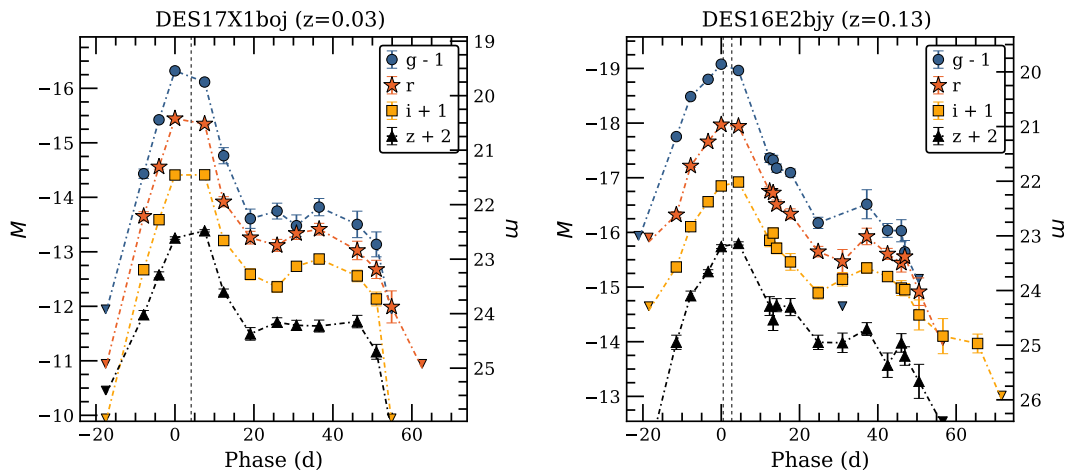 DES17X1boj (z=0.03)
−16
−15
−14
−13
−12
−11
−10
M
19
20
21
22
23
24
25
m
g - 1
r
i + 1
z + 2
−20 0 20 40 60
Phase (d)
DES16E2bjy (z=0.13)
−19
−18
−17
−16
−15
−14
−13
M
20
21
22
23
24
25
26
m
g - 1
r
i + 1
z + 2
−20 0 20 40 60
Phase (d)